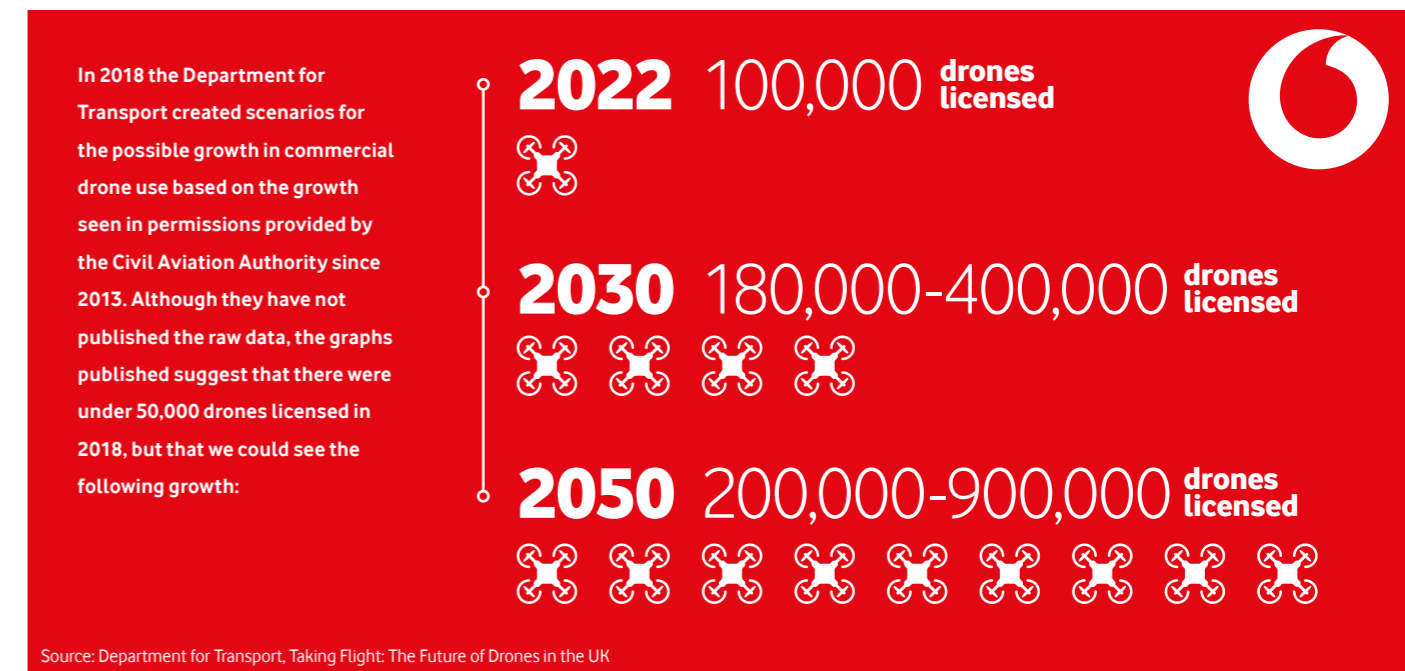 In 2018 the Department for
Transport created scenarios for
the possible growth in commercial
drone use based on the growth
seen in permissions provided by
the Civil Aviation Authority since
2013. Although they have not
published the raw data, the graphs
published suggest that there were
under 50,000 drones licensed in
2018, but that we could see the
following growth:
2022 100,000 drones
licensed
2030 180,000-400,000 drones
licensed
2050 200,000-900,000 drones
licensed
Source: Department for Transport, Taking Flight: The Future of Drones in the UK